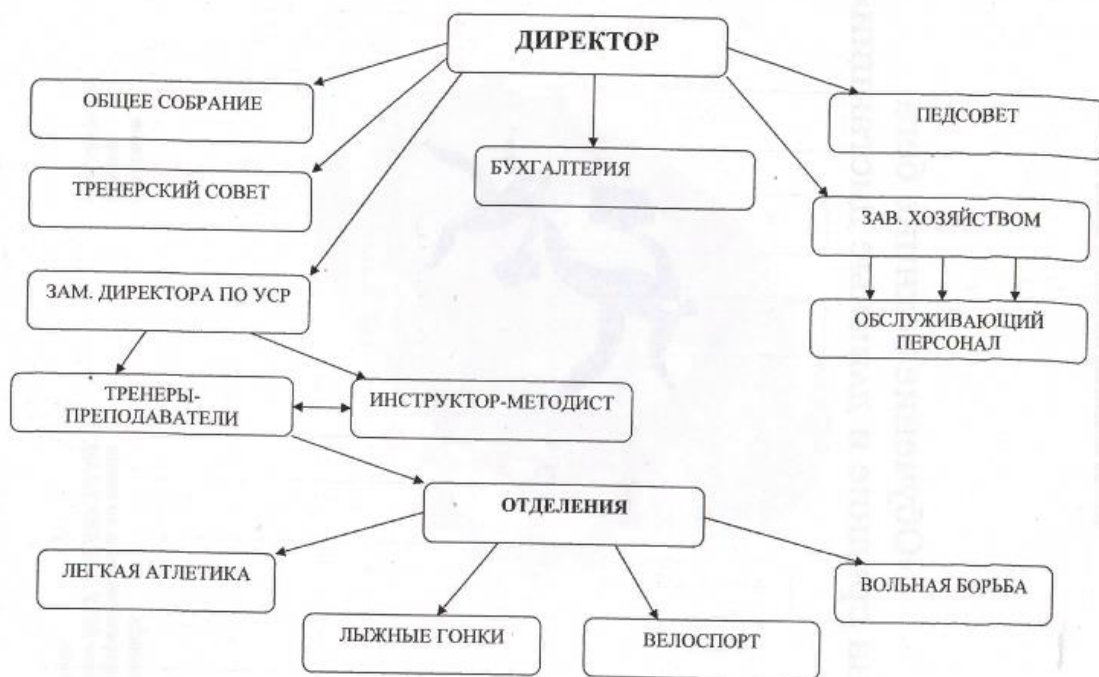 ДИРЕКТОР
ОБЩЕЕ СОБРАНИЕ
ПЕДСОВЕТ
БУХГАЛТЕРИЯ
ТРЕНЕРСКИЙ СОВЕТ
ЗАВ. ХОЗЯЙСТВОМ
ЗАМ. ДИРЕКТОРА ПО УСР
ОБСЛУЖИВАЮЩИЙ
ПЕРСОНАЛ
ТРЕНЕРЫ-
ПРЕПОДАВАТЕЛИ
ИНСТРУКТОР-МЕТОДИСТ
ОТДЕЛЕНИЯ
ЛЕГКАЯ АТЛЕТИКА
ВОЛЬНАЯ БОРЬБА
ЛЫЖНЫЕ ГОНКИ
ВЕЛОСПОРТ